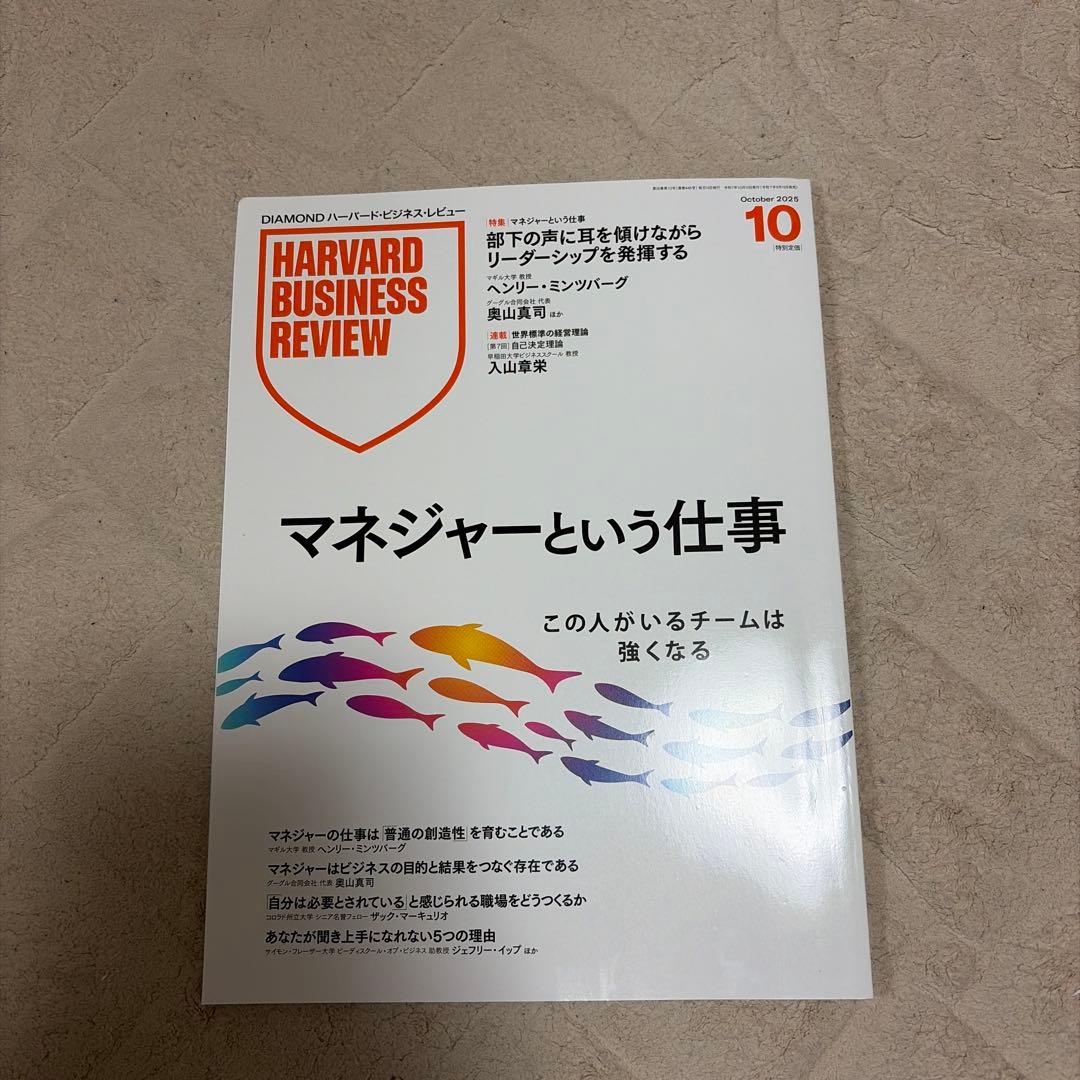 DIAMOND ハーバード・ビジネス・レビュー
HARVARD
BUSINESS
REVIEW
October 2025
10
特別定価
特集 マネジャーという仕事
部下の声に耳を傾けながら
リーダーシップを発揮する
マギル大学 教授
ヘンリー・ミンツバーグ
グーグル合同会社 代表
奥山真司 ほか
連載 世界標準の経営理論
[第7回] 自己決定理論
早稲田大学ビジネススクール 教授
入山章栄
マネジャーという仕事
この人がいるチームは
強くなる
マネジャーの仕事は「普通の創造性」を育むことである
マギル大学 教授 ヘンリー・ミンツバーグ
マネジャーはビジネスの目的と結果をつなぐ存在である
グーグル合同会社 代表 奥山真司
「自分は必要とされている」と感じられる職場をどうつくるか
コロラド州立大学 シニア名誉フェロー ザック・マーキュリオ
あなたが聞き上手になれない5つの理由
サイモン・フレーザー大学 ビーディスクール・オブ・ビジネス 助教授 ジェフリー・イップ ほか